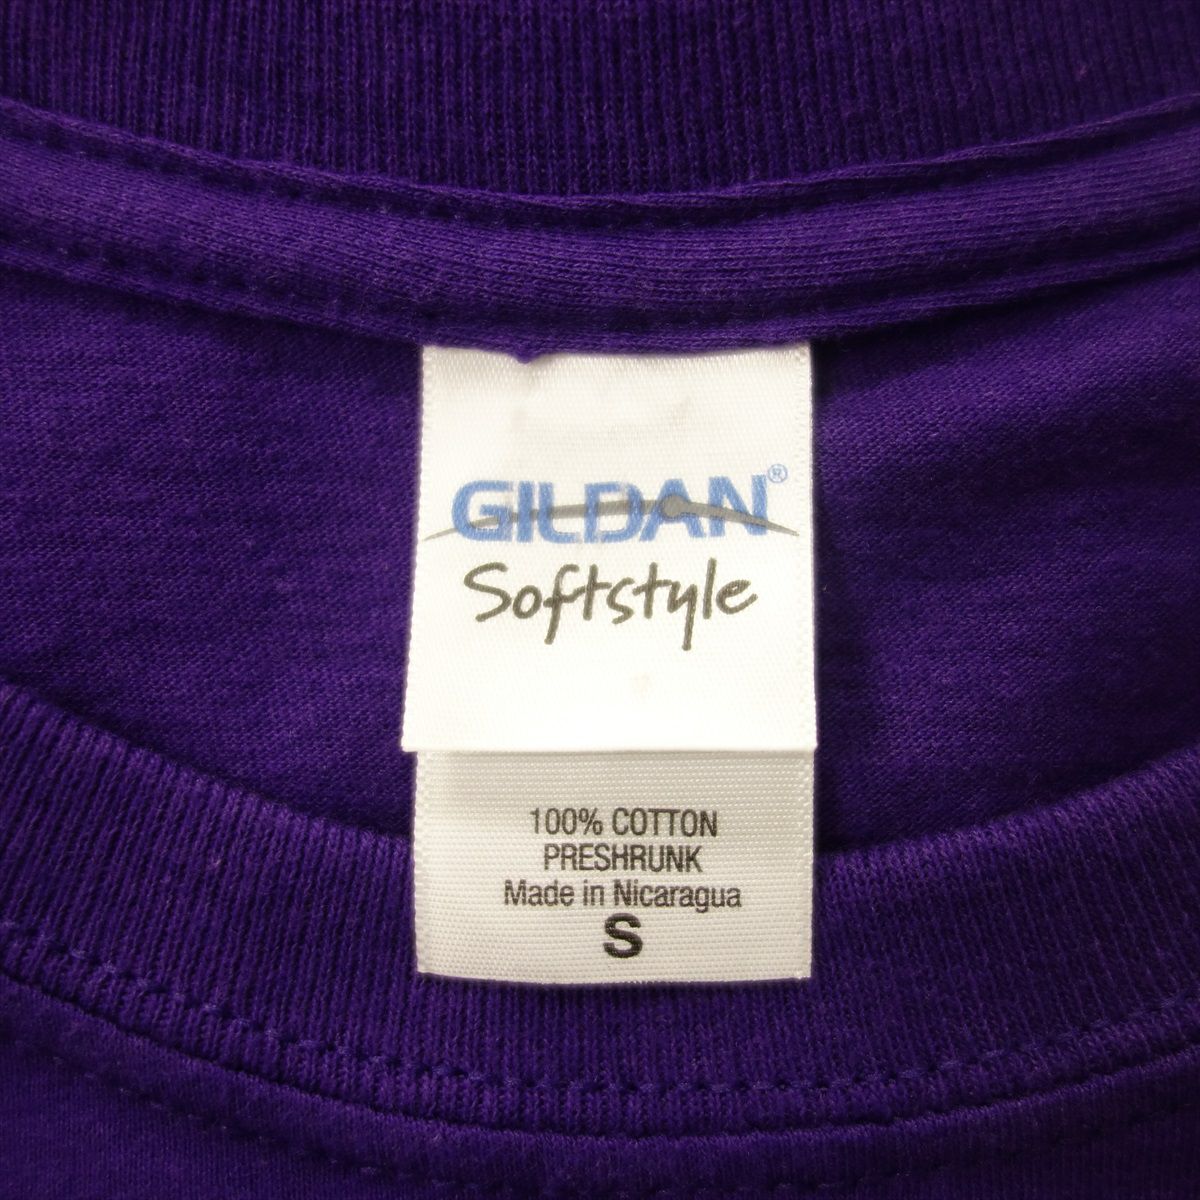 GILDAN®
Softstyle
100% COTTON
PRESHRUNK
Made in Nicaragua
S